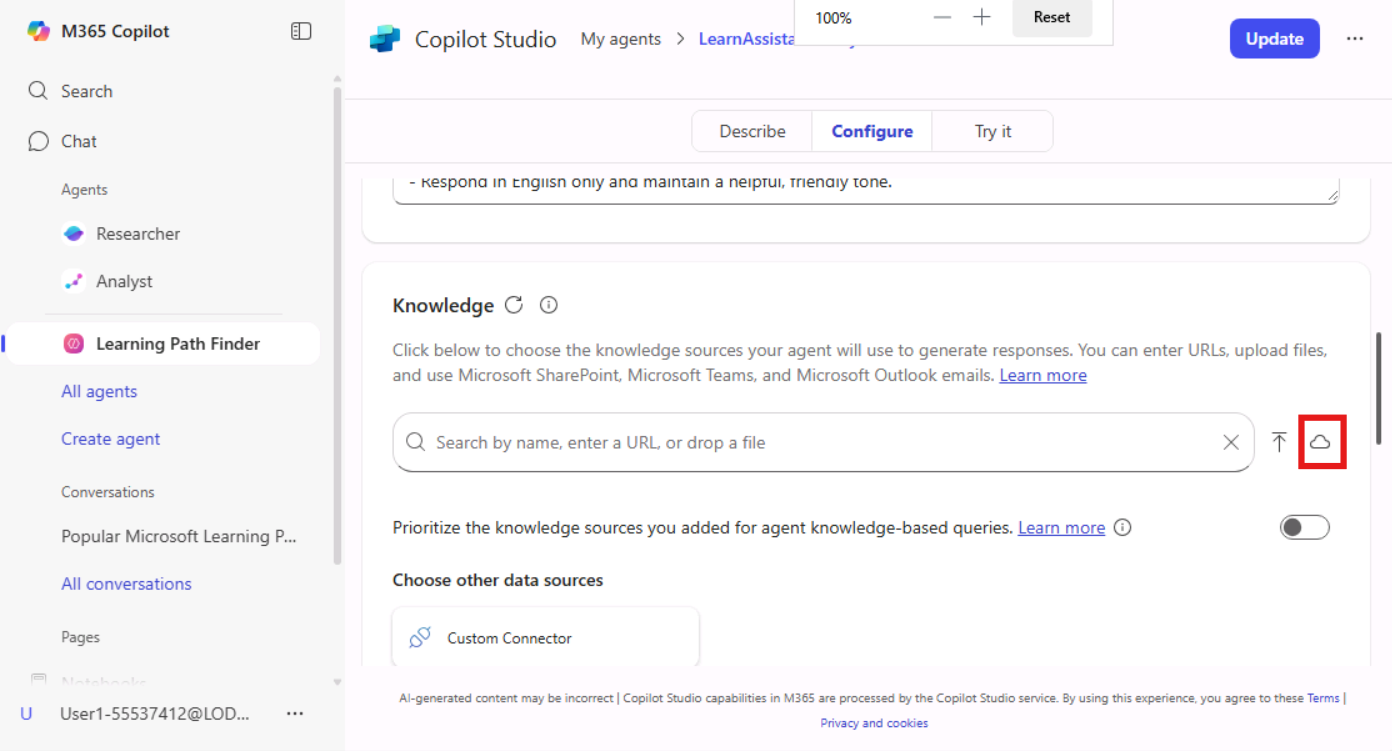 M365 Copilot
Search
Chat
Agents
Researcher
Analyst
Learning Path Finder
All agents
Create agent
Conversations
Popular Microsoft Learning P...
All conversations
Pages
Notebooks
U User1-55537412@LOD...
100% Reset
Copilot Studio My agents > LearnAssista
Update
Describe Configure Try it
- Respond in English only and maintain a helpful, friendly tone.
Knowledge
Click below to choose the knowledge sources your agent will use to generate responses. You can enter URLs, upload files,
and use Microsoft SharePoint, Microsoft Teams, and Microsoft Outlook emails. Learn more
Search by name, enter a URL, or drop a file
Prioritize the knowledge sources you added for agent knowledge-based queries. Learn more
Choose other data sources
Custom Connector
AI-generated content may be incorrect | Copilot Studio capabilities in M365 are processed by the Copilot Studio service. By using this experience, you agree to these Terms |
Privacy and cookies